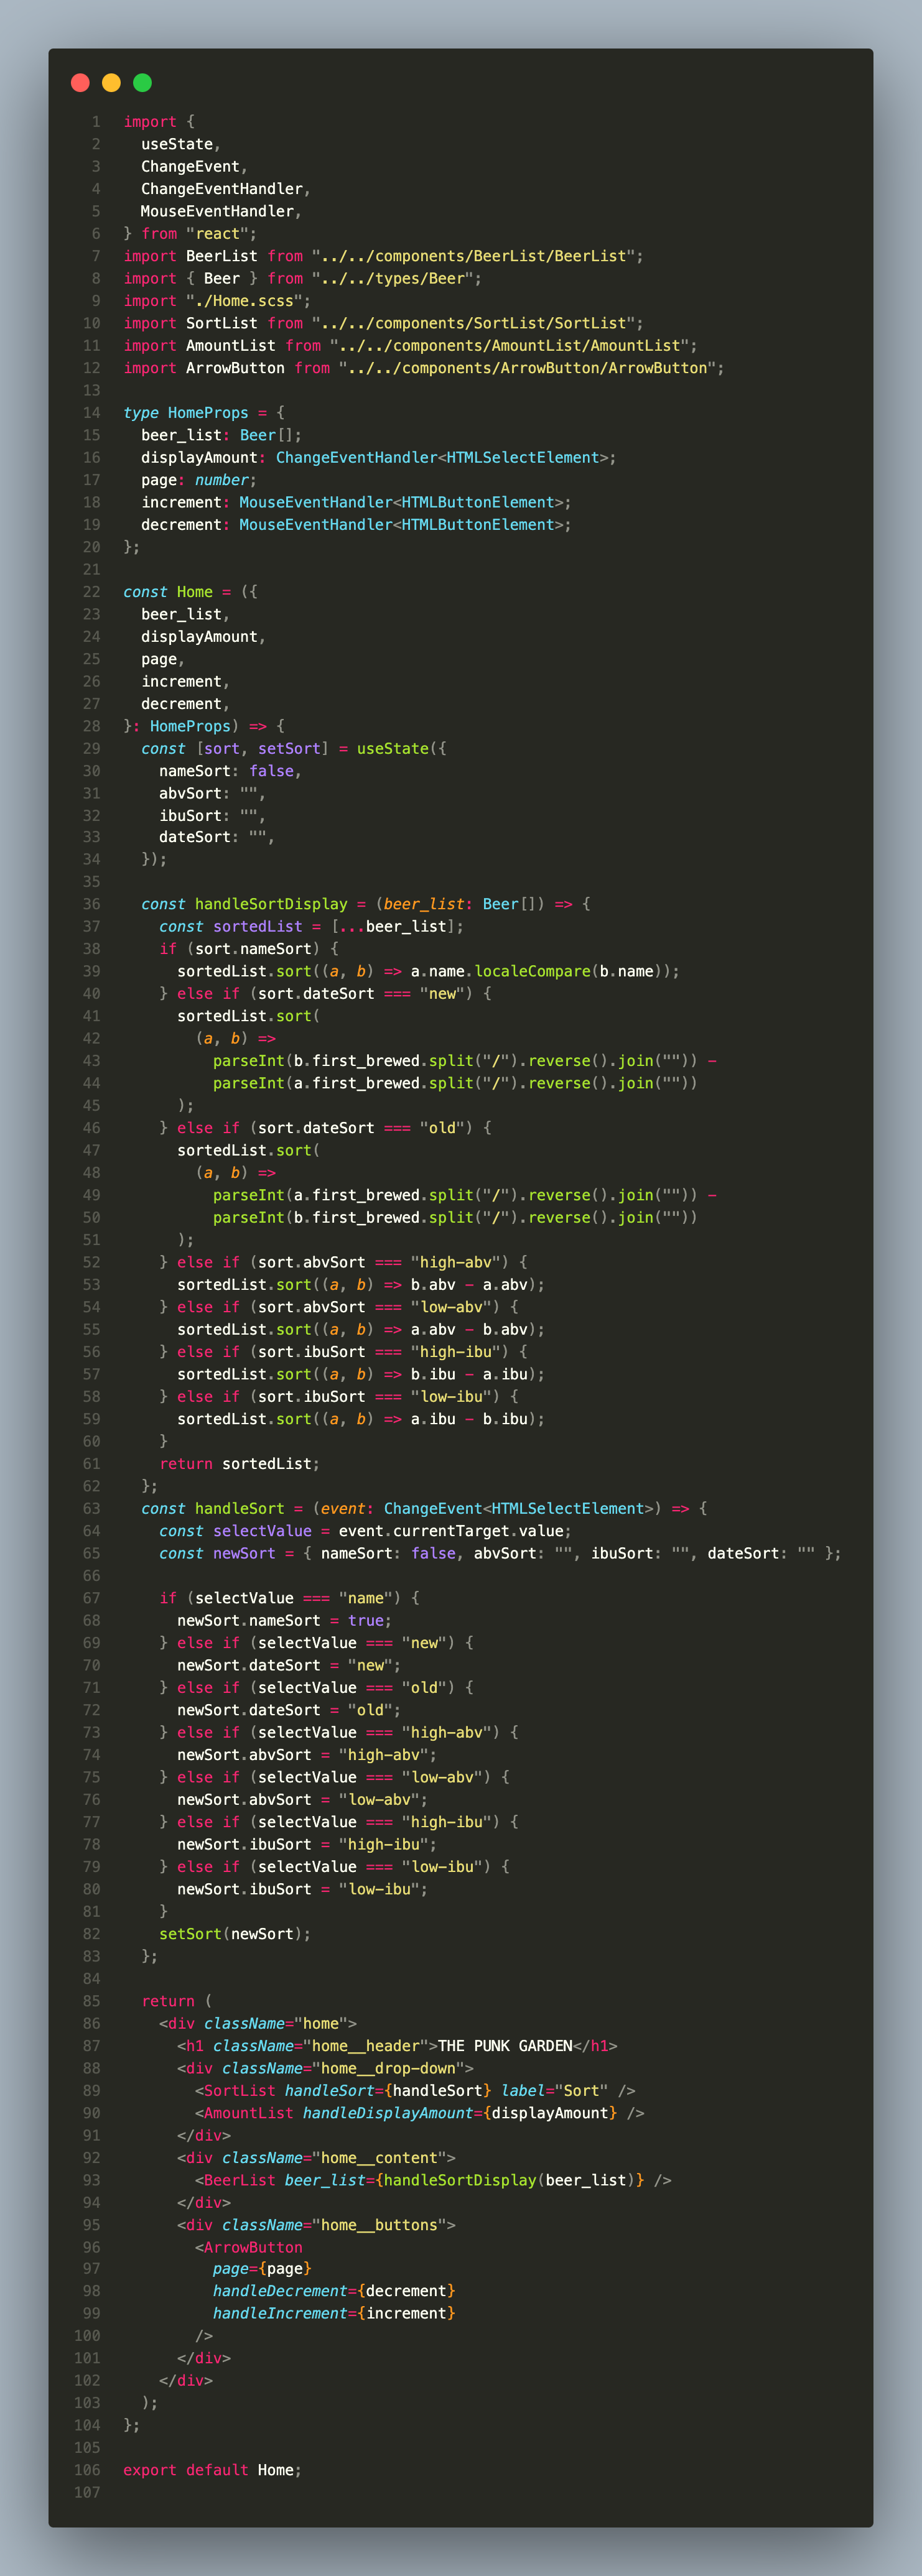 1 import {
2   useState,
3   ChangeEvent,
4   ChangeEventHandler,
5   MouseEventHandler,
6 } from "react";
7 import BeerList from "../../components/BeerList/BeerList";
8 import { Beer } from "../../types/Beer";
9 import "./Home.scss";
10 import SortList from "../../components/SortList/SortList";
11 import AmountList from "../../components/AmountList/AmountList";
12 import ArrowButton from "../../components/ArrowButton/ArrowButton";
13
14 type HomeProps = {
15   beer_list: Beer[];
16   displayAmount: ChangeEventHandler<HTMLSelectElement>;
17   page: number;
18   increment: MouseEventHandler<HTMLButtonElement>;
19   decrement: MouseEventHandler<HTMLButtonElement>;
20 };
21
22 const Home = ({
23   beer_list,
24   displayAmount,
25   page,
26   increment,
27   decrement,
28 }: HomeProps) => {
29   const [sort, setSort] = useState({
30     nameSort: false,
31     abvSort: "",
32     ibuSort: "",
33     dateSort: "",
34   });
35
36   const handleSortDisplay = (beer_list: Beer[]) => {
37     const sortedList = [...beer_list];
38     if (sort.nameSort) {
39       sortedList.sort((a, b) => a.name.localeCompare(b.name));
40     } else if (sort.dateSort === "new") {
41       sortedList.sort(
42         (a, b) =>
43           parseInt(b.first_brewed.split("/").reverse().join("")) -
44           parseInt(a.first_brewed.split("/").reverse().join(""))
45       );
46     } else if (sort.dateSort === "old") {
47       sortedList.sort(
48         (a, b) =>
49           parseInt(a.first_brewed.split("/").reverse().join("")) -
50           parseInt(b.first_brewed.split("/").reverse().join(""))
51       );
52     } else if (sort.abvSort === "high-abv") {
53       sortedList.sort((a, b) => b.abv - a.abv);
54     } else if (sort.abvSort === "low-abv") {
55       sortedList.sort((a, b) => a.abv - b.abv);
56     } else if (sort.ibuSort === "high-ibu") {
57       sortedList.sort((a, b) => b.ibu - a.ibu);
58     } else if (sort.ibuSort === "low-ibu") {
59       sortedList.sort((a, b) => a.ibu - b.ibu);
60     }
61     return sortedList;
62   };
63   const handleSort = (event: ChangeEvent<HTMLSelectElement>) => {
64     const selectValue = event.currentTarget.value;
65     const newSort = { nameSort: false, abvSort: "", ibuSort: "", dateSort: "" };
66
67     if (selectValue === "name") {
68       newSort.nameSort = true;
69     } else if (selectValue === "new") {
70       newSort.dateSort = "new";
71     } else if (selectValue === "old") {
72       newSort.dateSort = "old";
73     } else if (selectValue === "high-abv") {
74       newSort.abvSort = "high-abv";
75     } else if (selectValue === "low-abv") {
76       newSort.abvSort = "low-abv";
77     } else if (selectValue === "high-ibu") {
78       newSort.ibuSort = "high-ibu";
79     } else if (selectValue === "low-ibu") {
80       newSort.ibuSort = "low-ibu";
81     }
82     setSort(newSort);
83   };
84
85   return (
86     <div className="home">
87       <h1 className="home__header">THE PUNK GARDEN</h1>
88       <div className="home__drop-down">
89         <SortList handleSort={handleSort} label="Sort" />
90         <AmountList handleDisplayAmount={displayAmount} />
91       </div>
92       <div className="home__content">
93         <BeerList beer_list={handleSortDisplay(beer_list)} />
94       </div>
95       <div className="home__buttons">
96         <ArrowButton
97           page={page}
98           handleDecrement={decrement}
99           handleIncrement={increment}
100         />
101       </div>
102     </div>
103   );
104 };
105
106 export default Home;
107